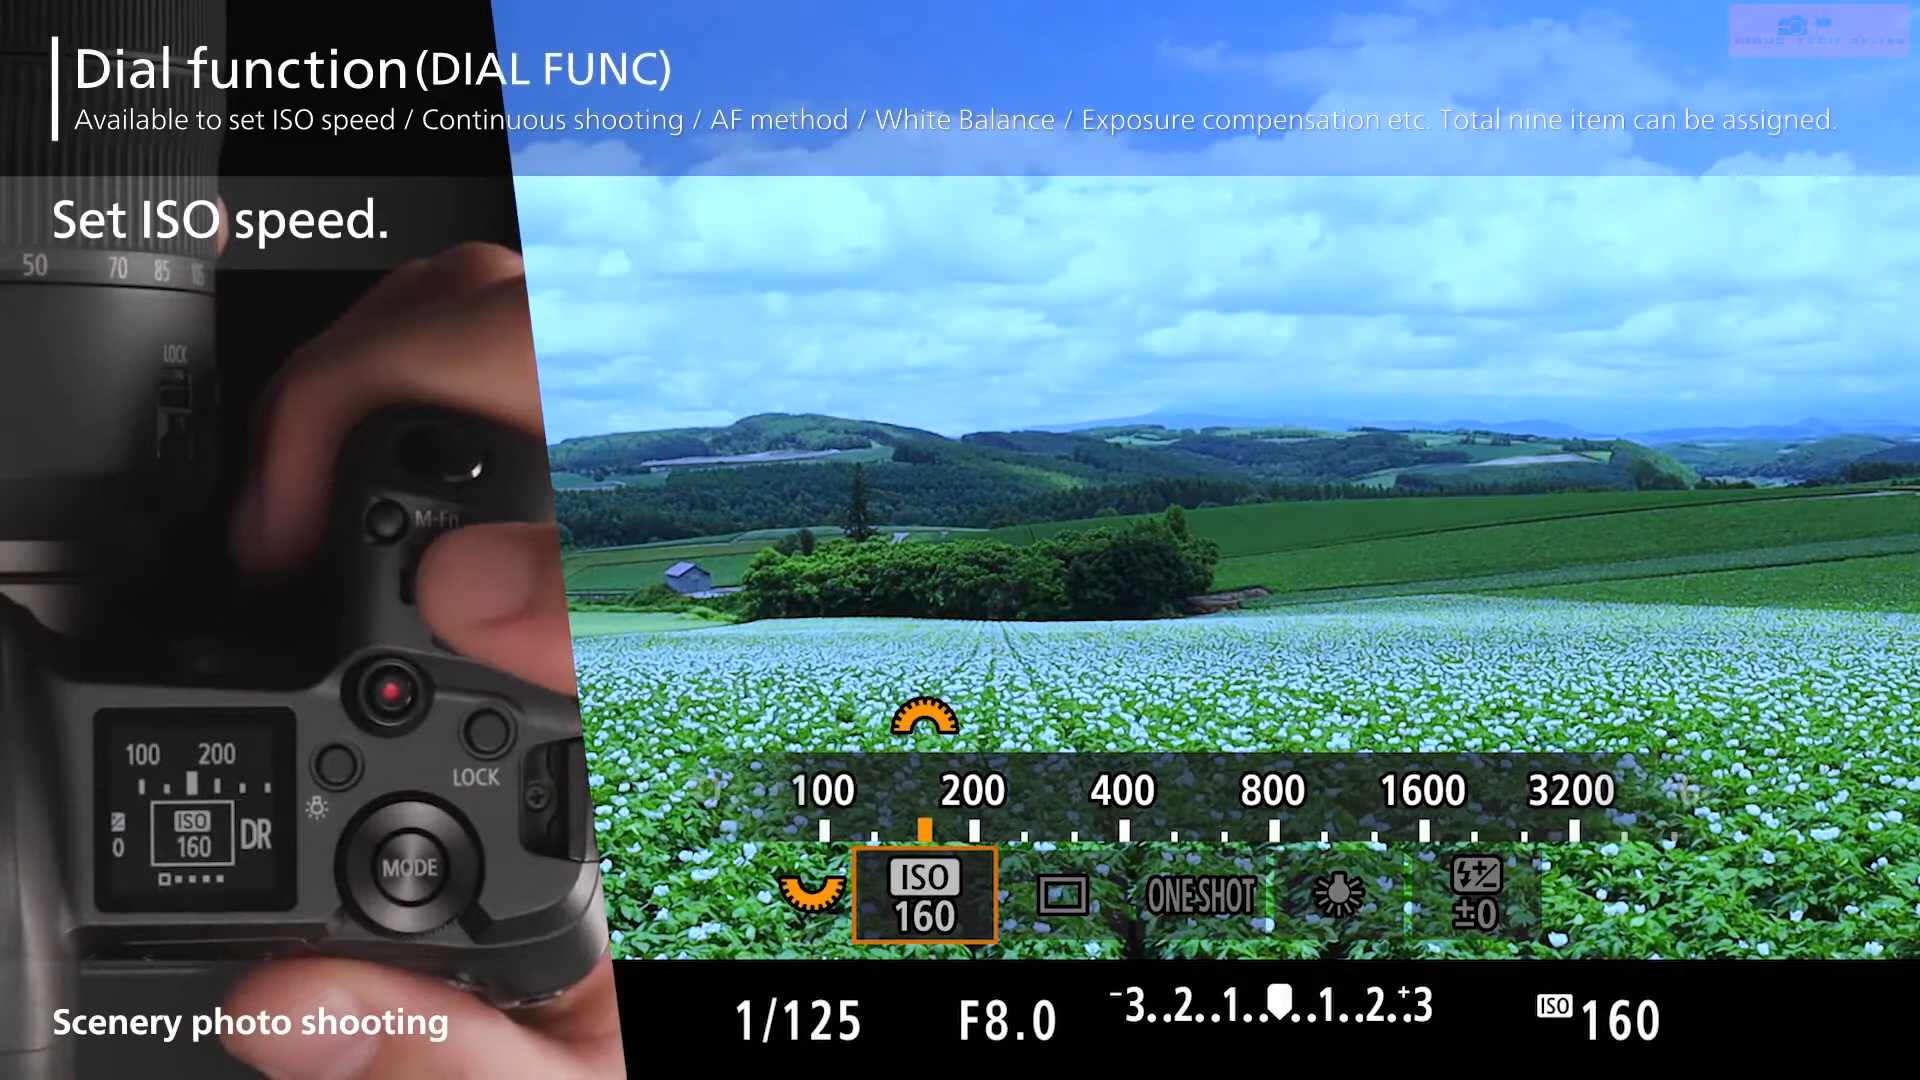 Dial function (DIAL FUNC)
Available to set ISO speed / Continuous shooting / AF method / White Balance / Exposure compensation etc. Total nine item can be assigned.
Set ISO speed.
50 70 85 105
LOCK
M-Fn
100 200
ISO
160
0
DR
LOCK
MODE
100 200 400 800 1600 3200
ISO
160
ONE SHOT
±0
Scenery photo shooting
1/125 F8.0 -3..2..1....1..2..+3 ISO 160